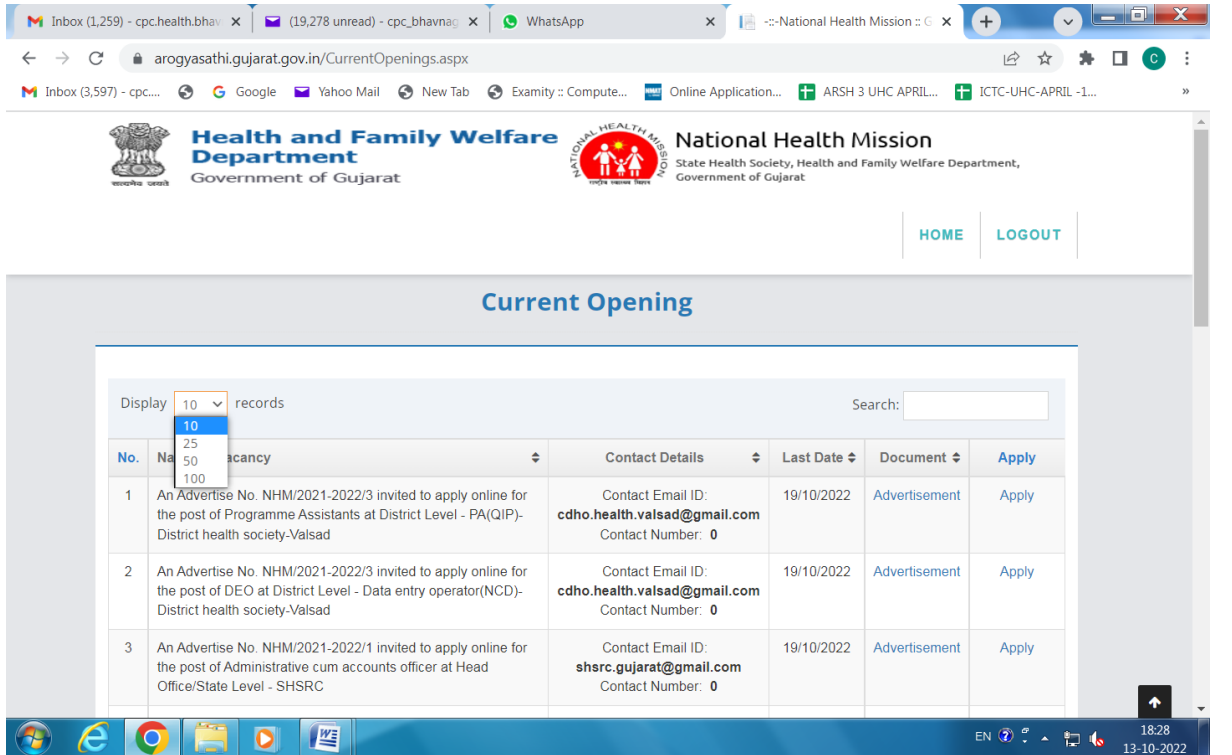 Inbox (1,259) - cpc.health.bhav
(19,278 unread) - cpc_bhavnag
WhatsApp
-::-National Health Mission :: G
arogyasathi.gujarat.gov.in/CurrentOpenings.aspx
C
Inbox (3,597) - cpc....
Google
Yahoo Mail
New Tab
Examity :: Compute...
Online Application...
ARSH 3 UHC APRIL...
ICTC-UHC-APRIL -1...
»
Health and Family Welfare
Department
Government of Gujarat
सत्यमेव जयते
NATIONAL HEALTH MISSION
राष्ट्रीय स्वास्थ्य मिशन
National Health Mission
State Health Society, Health and Family Welfare Department,
Government of Gujarat
HOME LOGOUT
Current Opening
Display 10 records
Search:
10
25
50
100
No. Na acancy Contact Details Last Date Document Apply
1 An Advertise No. NHM/2021-2022/3 invited to apply online for
the post of Programme Assistants at District Level - PA(QIP)-
District health society-Valsad
Contact Email ID:
cdho.health.valsad@gmail.com
Contact Number: 0
19/10/2022 Advertisement Apply
2 An Advertise No. NHM/2021-2022/3 invited to apply online for
the post of DEO at District Level - Data entry operator(NCD)-
District health society-Valsad
Contact Email ID:
cdho.health.valsad@gmail.com
Contact Number: 0
19/10/2022 Advertisement Apply
3 An Advertise No. NHM/2021-2022/1 invited to apply online for
the post of Administrative cum accounts officer at Head
Office/State Level - SHSRC
Contact Email ID:
shsrc.gujarat@gmail.com
Contact Number: 0
19/10/2022 Advertisement Apply
EN
18:28
13-10-2022